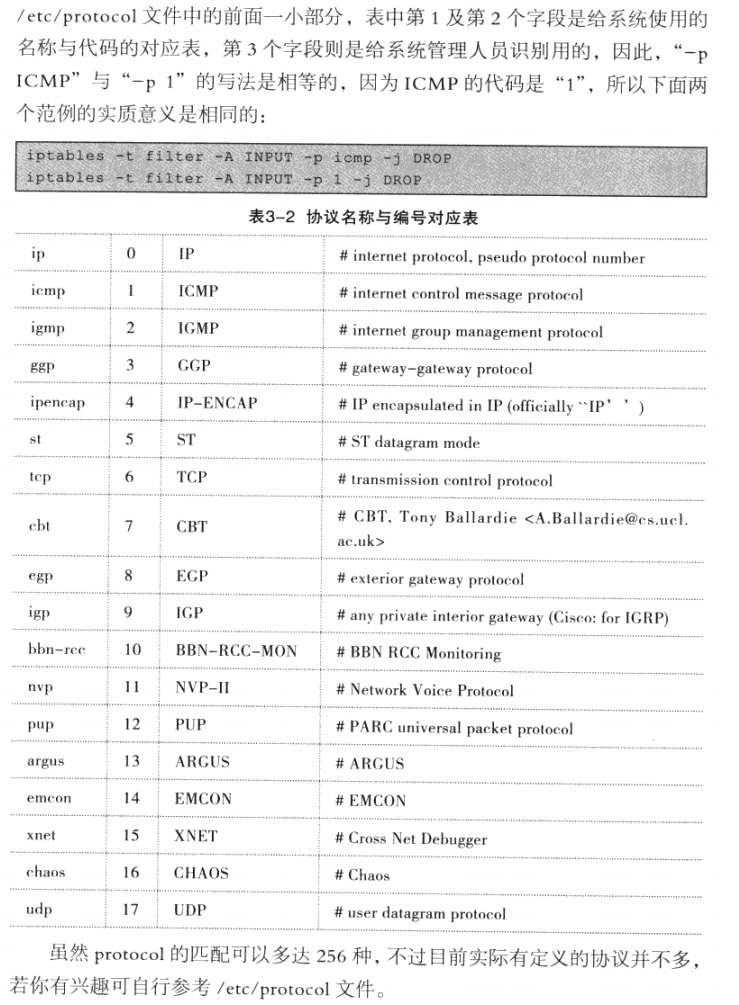 /etc/protocol 文件中的前面一小部分，表中第 1 及第 2 个字段是给系统使用的
名称与代码的对应表，第 3 个字段则是给系统管理人员识别用的，因此，“-p
ICMP”与“-p 1”的写法是相等的，因为 ICMP 的代码是“1”，所以下面两
个范例的实质意义是相同的：
iptables -t filter -A INPUT -p icmp -j DROP
iptables -t filter -A INPUT -p 1 -j DROP
表3-2 协议名称与编号对应表
ip 0 IP # internet protocol, pseudo protocol number
icmp 1 ICMP # internet control message protocol
igmp 2 IGMP # internet group management protocol
ggp 3 GGP # gateway-gateway protocol
ipencap 4 IP-ENCAP # IP encapsulated in IP (officially ``IP’’)
st 5 ST # ST datagram mode
tcp 6 TCP # transmission control protocol
cbt 7 CBT # CBT, Tony Ballardie <A.Ballardie@cs.ucl.
ac.uk>
egp 8 EGP # exterior gateway protocol
igp 9 IGP # any private interior gateway (Cisco: for IGRP)
bbn-rcc 10 BBN-RCC-MON # BBN RCC Monitoring
nvp 11 NVP-II # Network Voice Protocol
pup 12 PUP # PARC universal packet protocol
argus 13 ARGUS # ARGUS
emcon 14 EMCON # EMCON
xnet 15 XNET # Cross Net Debugger
chaos 16 CHAOS # Chaos
udp 17 UDP # user datagram protocol
虽然 protocol 的匹配可以多达 256 种，不过目前实际有定义的协议并不多，
若你有兴趣可自行参考 /etc/protocol 文件。